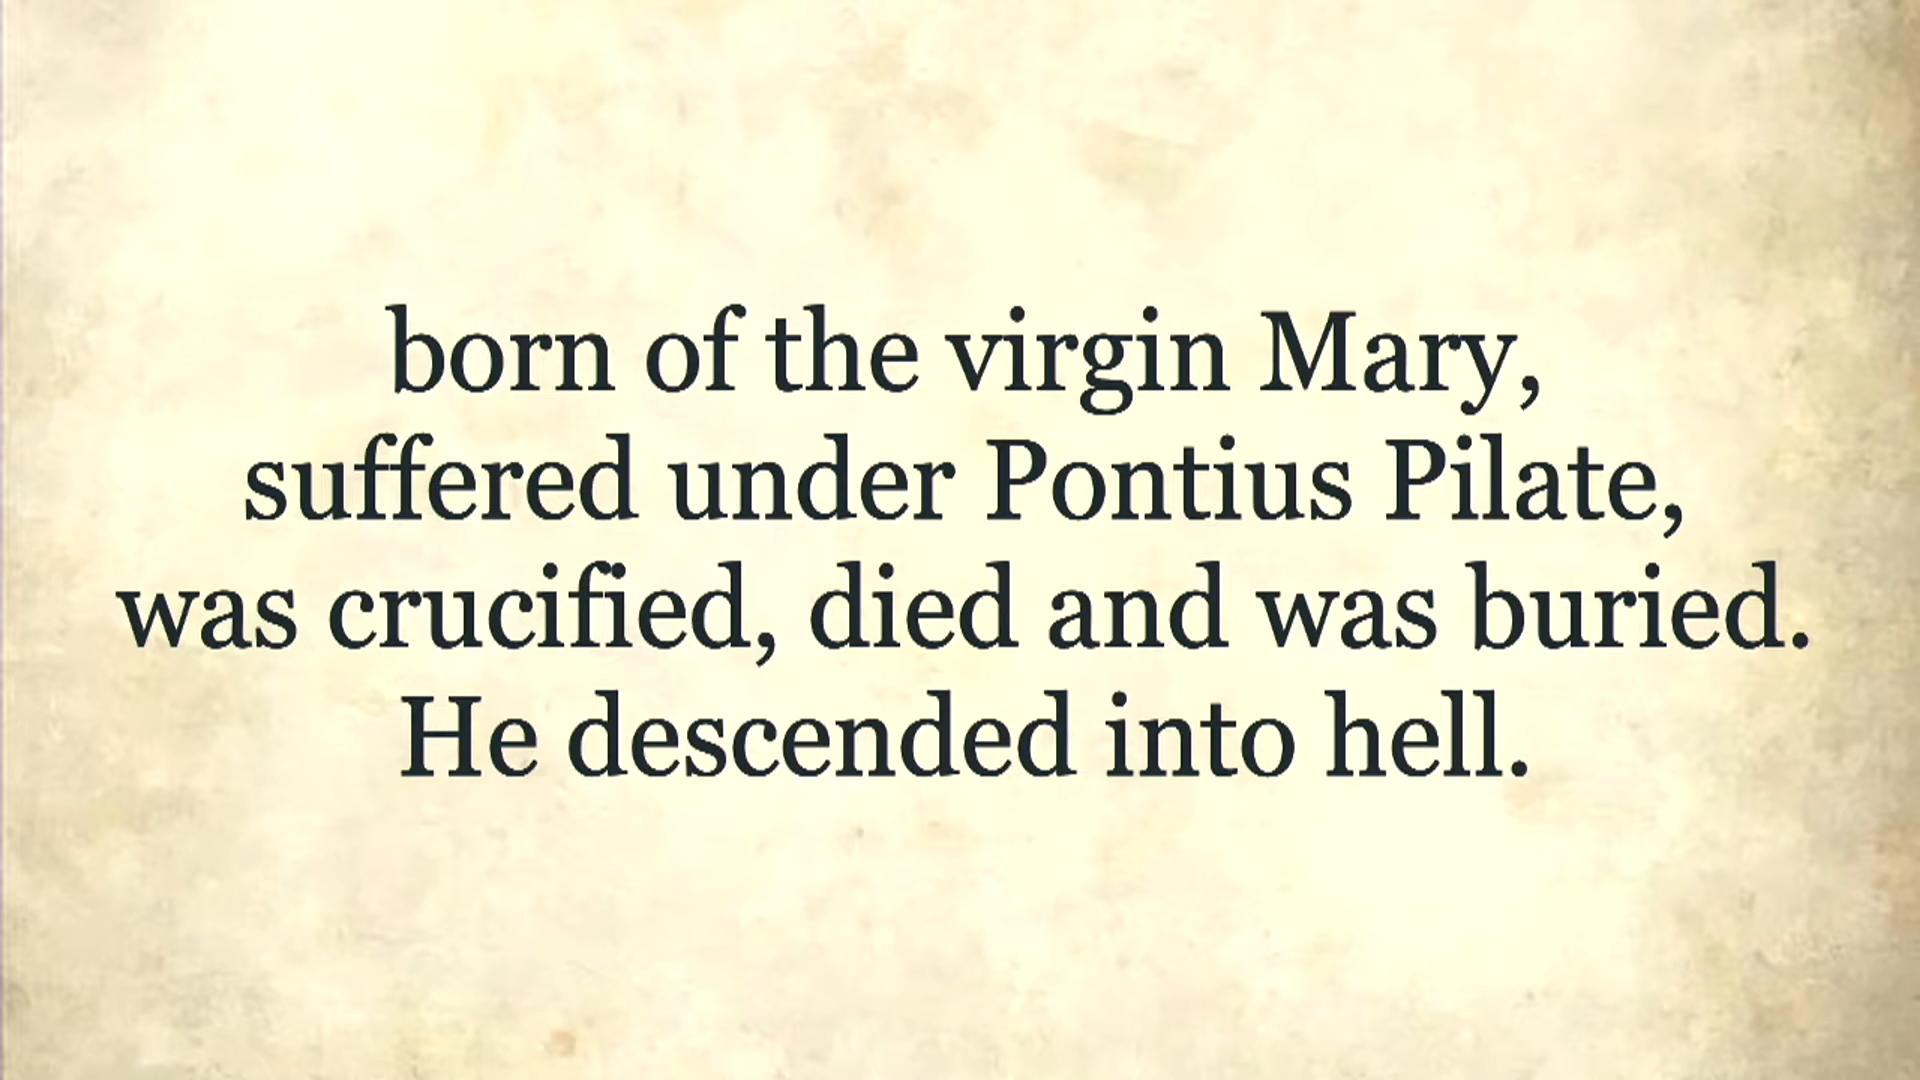 born of the virgin Mary,
suffered under Pontius Pilate,
was crucified, died and was buried.
He descended into hell.